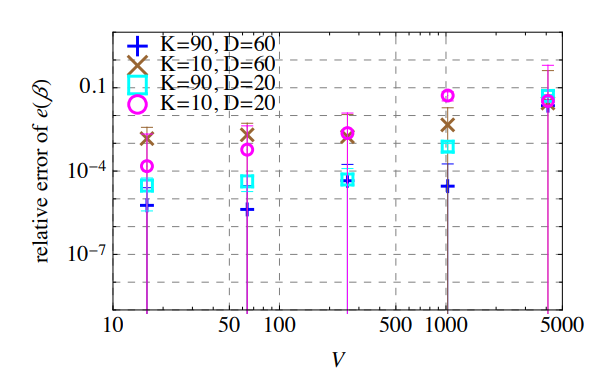 K=90, D=60
K=10, D=60
K=90, D=20
K=10, D=20
relative error of e(β)
0.1
10⁻⁴
10⁻⁷
10 50 100 500 1000 5000
V